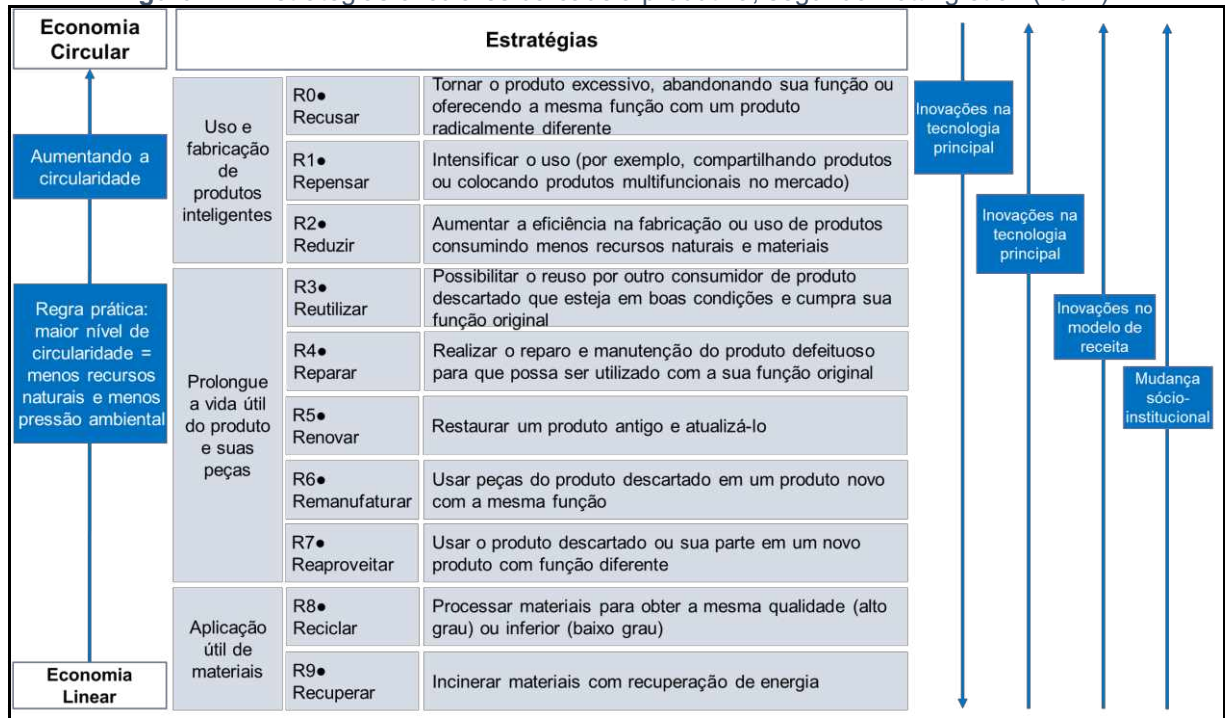 Economia
Circular
Estratégias
Aumentando a
circularidade
Regra prática:
maior nível de
circularidade =
menos recursos
naturais e menos
pressão ambiental
Economia
Linear
Uso e
fabricação
de
produtos
inteligentes
R0●
Recusar
Tornar o produto excessivo, abandonando sua função ou
oferecendo a mesma função com um produto
radicalmente diferente
R1●
Repensar
Intensificar o uso (por exemplo, compartilhando produtos
ou colocando produtos multifuncionais no mercado)
R2●
Reduzir
Aumentar a eficiência na fabricação ou uso de produtos
consumindo menos recursos naturais e materiais
Prolongue
a vida útil
do produto
e suas
peças
R3●
Reutilizar
Possibilitar o reuso por outro consumidor de produto
descartado que esteja em boas condições e cumpra sua
função original
R4●
Reparar
Realizar o reparo e manutenção do produto defeituoso
para que possa ser utilizado com a sua função original
R5●
Renovar
Restaurar um produto antigo e atualizá-lo
R6●
Remanufaturar
Usar peças do produto descartado em um produto novo
com a mesma função
R7●
Reaproveitar
Usar o produto descartado ou sua parte em um novo
produto com função diferente
Aplicação
útil de
materiais
R8●
Reciclar
Processar materiais para obter a mesma qualidade (alto
grau) ou inferior (baixo grau)
R9●
Recuperar
Incinerar materiais com recuperação de energia
Inovações na
tecnologia
principal
Inovações na
tecnologia
principal
Inovações no
modelo de
receita
Mudança
sócio-
institucional